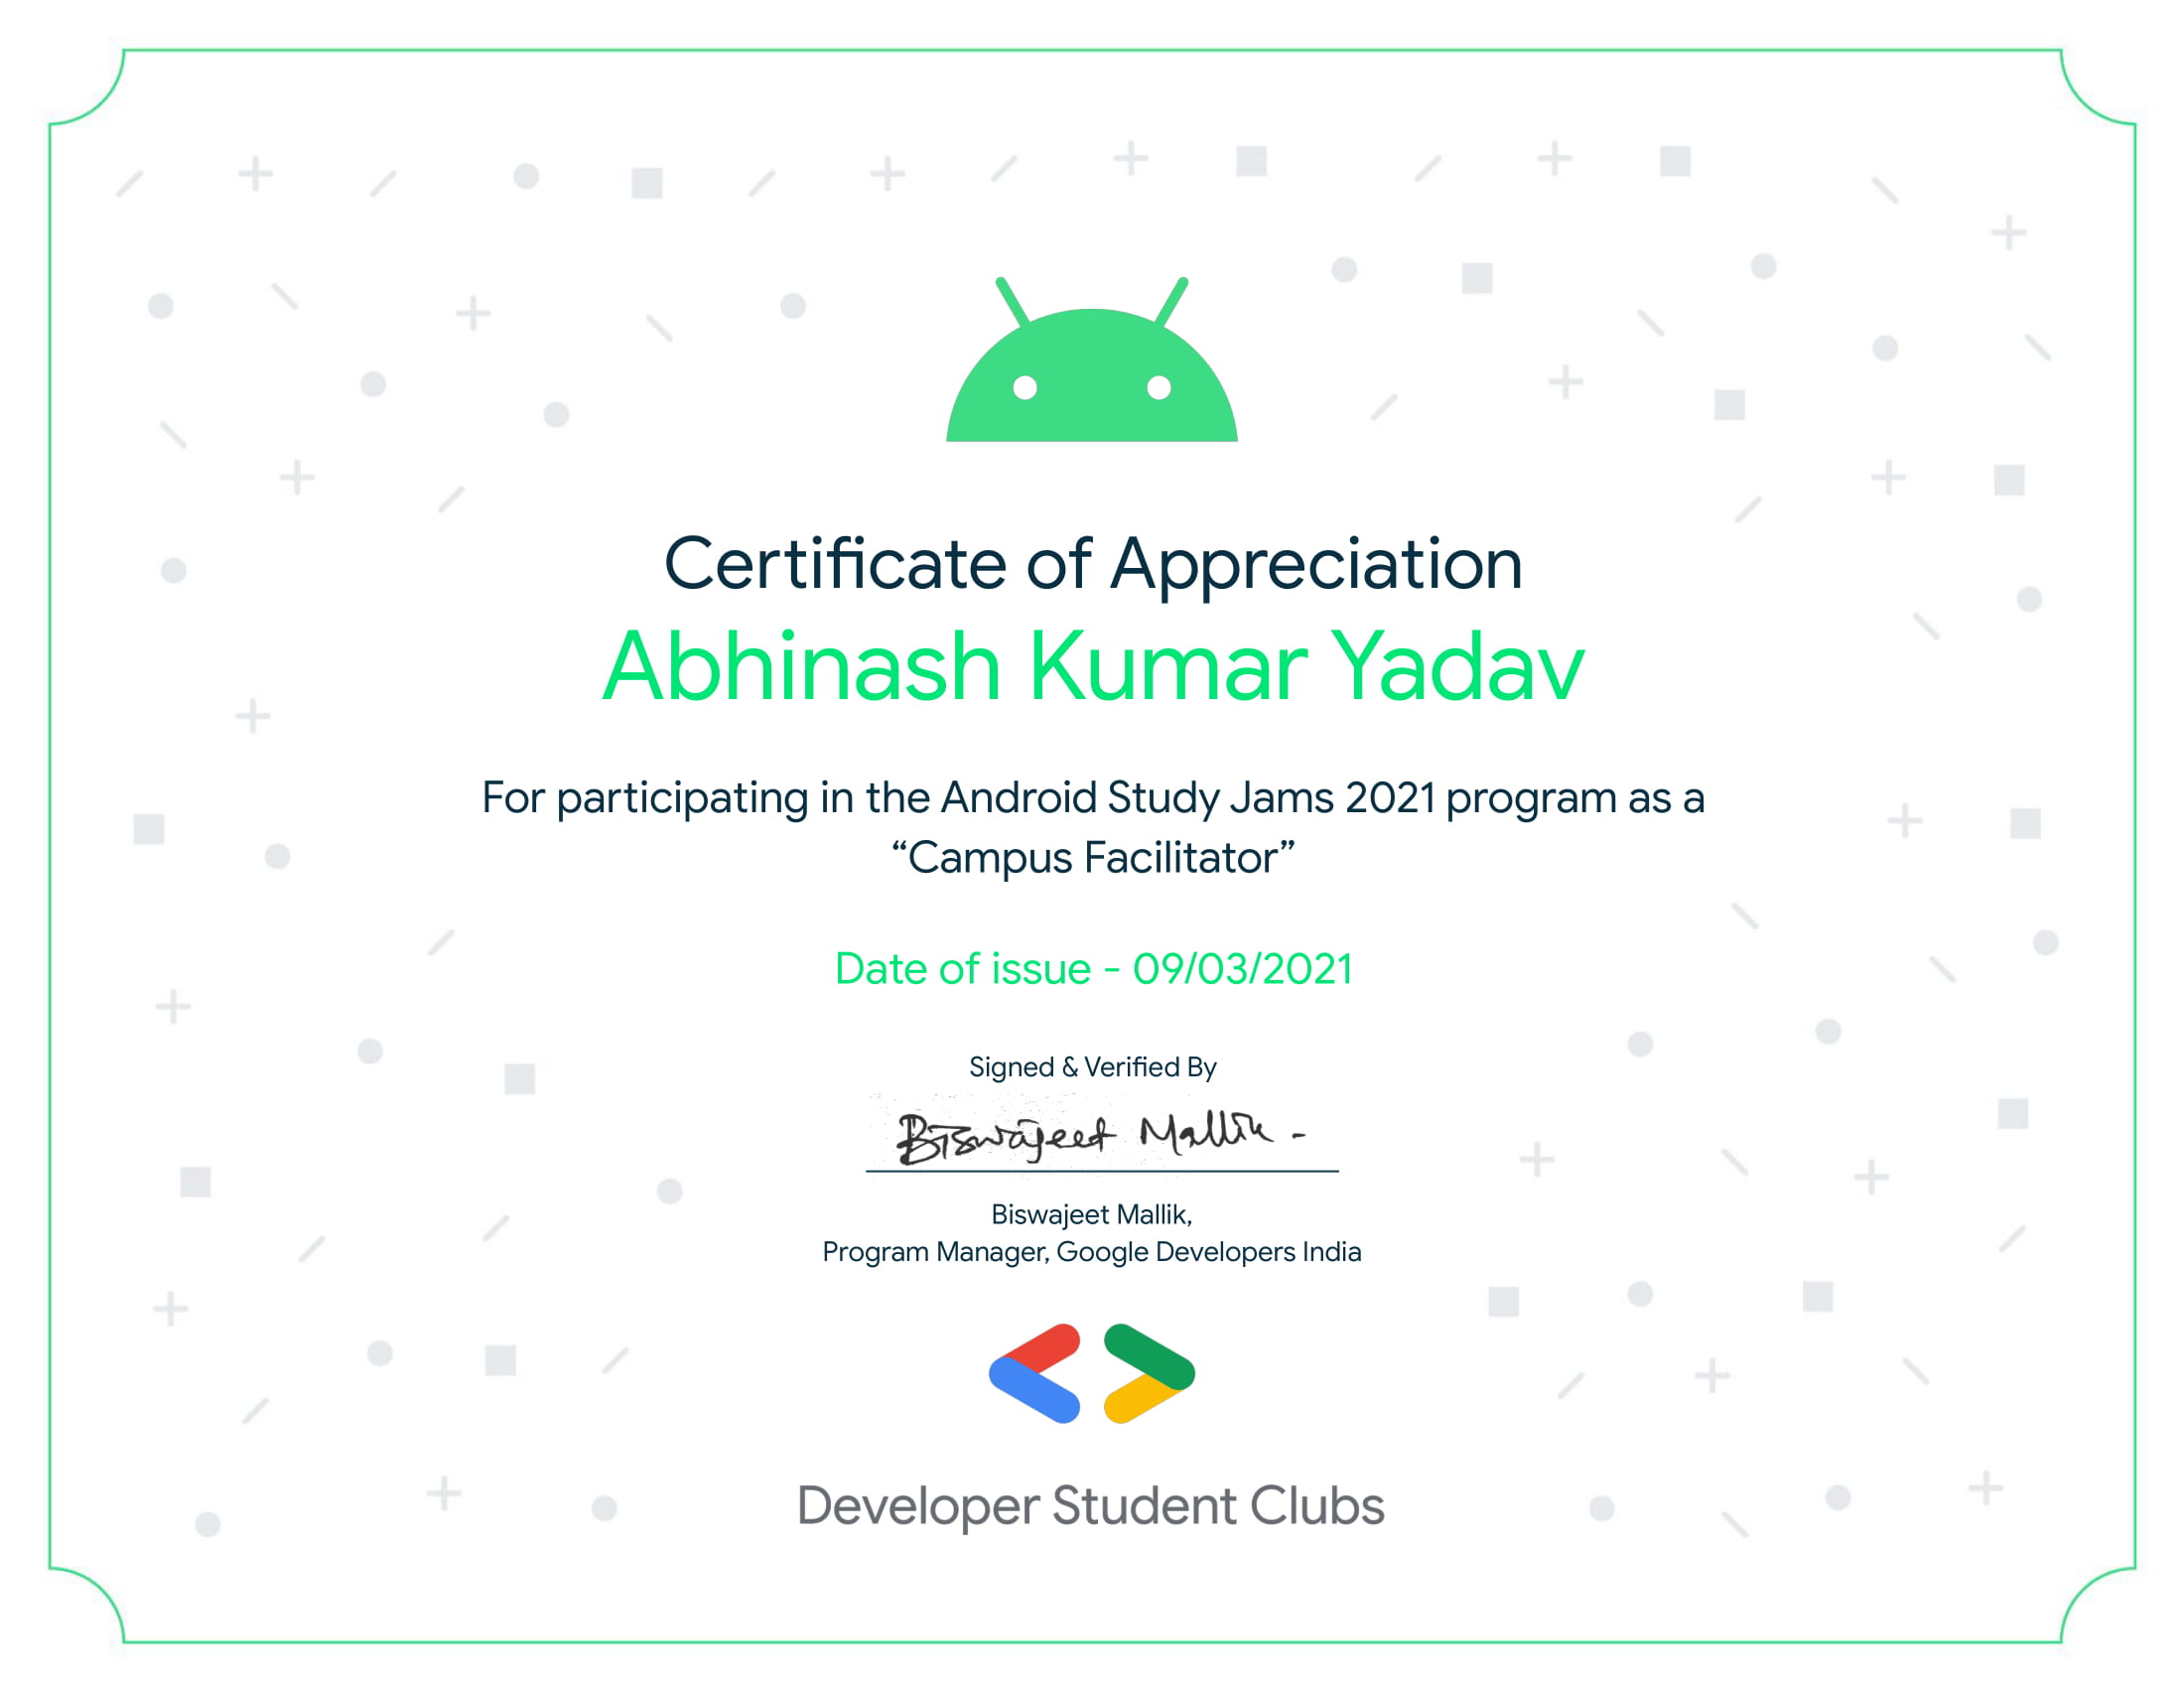 Certificate of Appreciation
Abhinash Kumar Yadav
For participating in the Android Study Jams 2021 program as a
“Campus Facilitator”
Date of issue - 09/03/2021
Signed & Verified By
Biswajeet Mallik -
Biswajeet Mallik,
Program Manager, Google Developers India
Developer Student Clubs